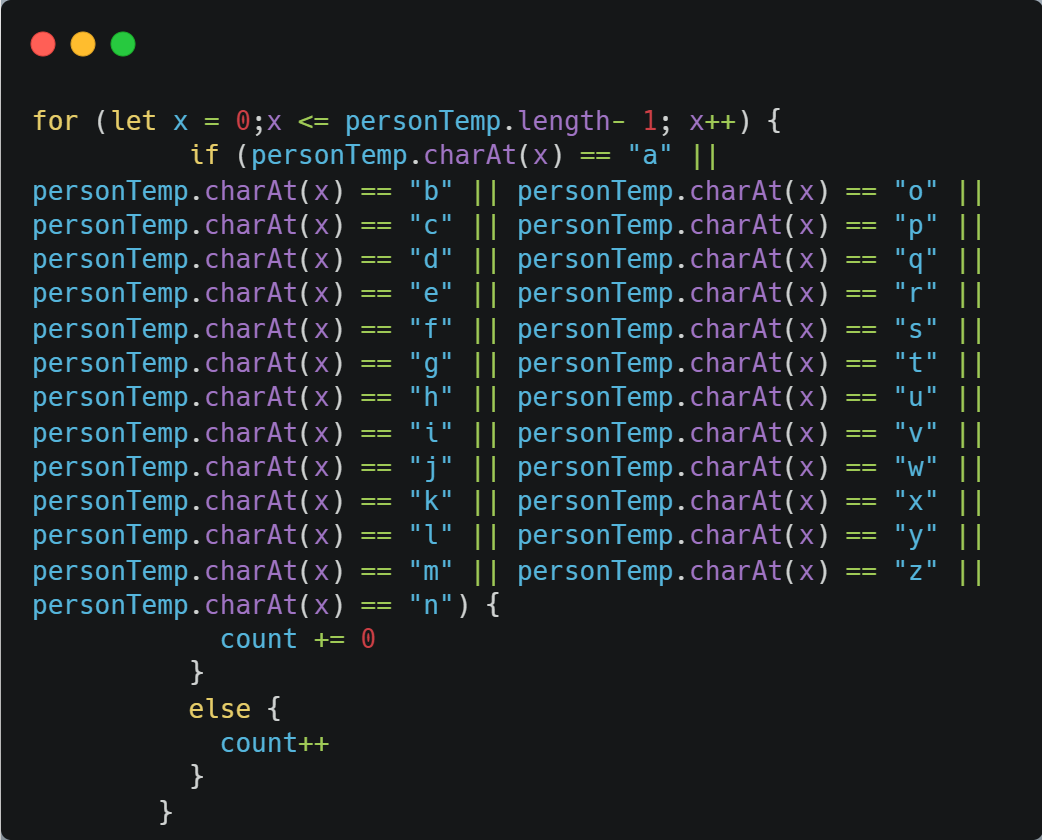 for (let x = 0;x <= personTemp.length- 1; x++) {
if (personTemp.charAt(x) == "a" ||
personTemp.charAt(x) == "b" || personTemp.charAt(x) == "o" ||
personTemp.charAt(x) == "c" || personTemp.charAt(x) == "p" ||
personTemp.charAt(x) == "d" || personTemp.charAt(x) == "q" ||
personTemp.charAt(x) == "e" || personTemp.charAt(x) == "r" ||
personTemp.charAt(x) == "f" || personTemp.charAt(x) == "s" ||
personTemp.charAt(x) == "g" || personTemp.charAt(x) == "t" ||
personTemp.charAt(x) == "h" || personTemp.charAt(x) == "u" ||
personTemp.charAt(x) == "i" || personTemp.charAt(x) == "v" ||
personTemp.charAt(x) == "j" || personTemp.charAt(x) == "w" ||
personTemp.charAt(x) == "k" || personTemp.charAt(x) == "x" ||
personTemp.charAt(x) == "l" || personTemp.charAt(x) == "y" ||
personTemp.charAt(x) == "m" || personTemp.charAt(x) == "z" ||
personTemp.charAt(x) == "n") {
count += 0
}
else {
count++
}
}